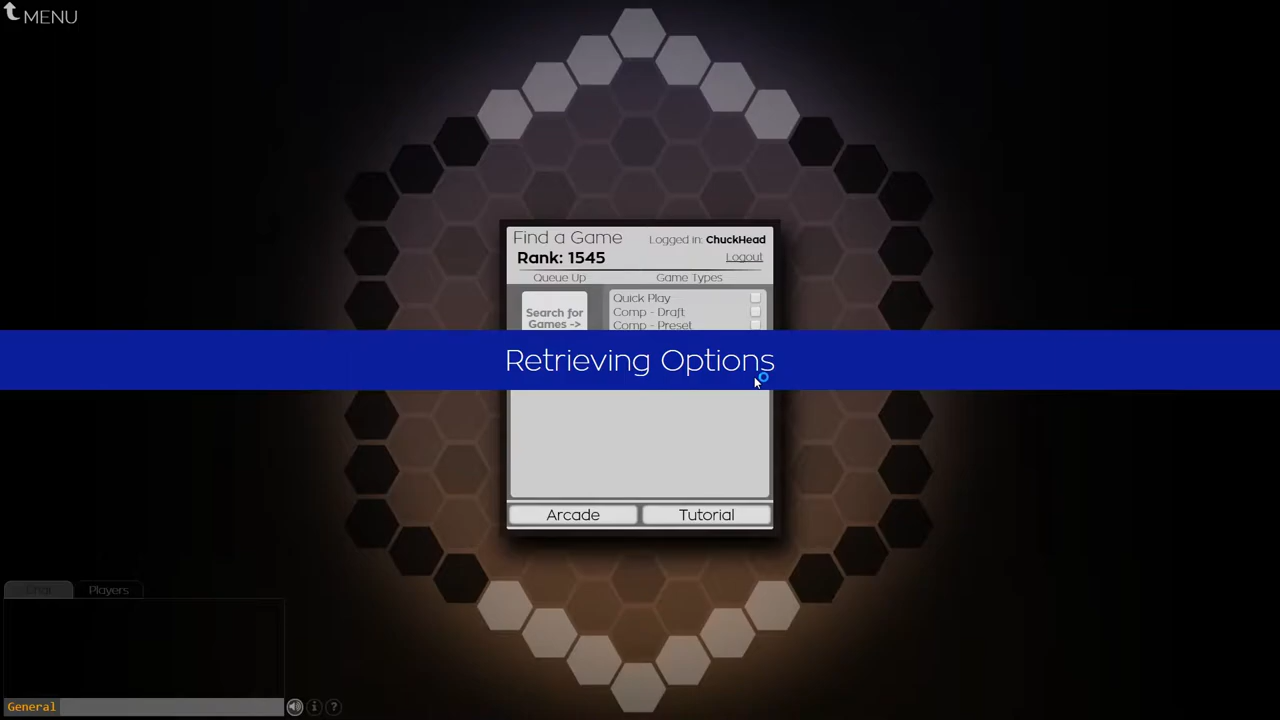 MENU
Find a Game
Logged in: ChuckHead
Rank: 1545
Logout
Queue Up
Game Types
Search for
Games ->
Quick Play
Comp - Draft
Comp - Preset
Retrieving Options
Arcade
Tutorial
Chat
Players
General
i
?